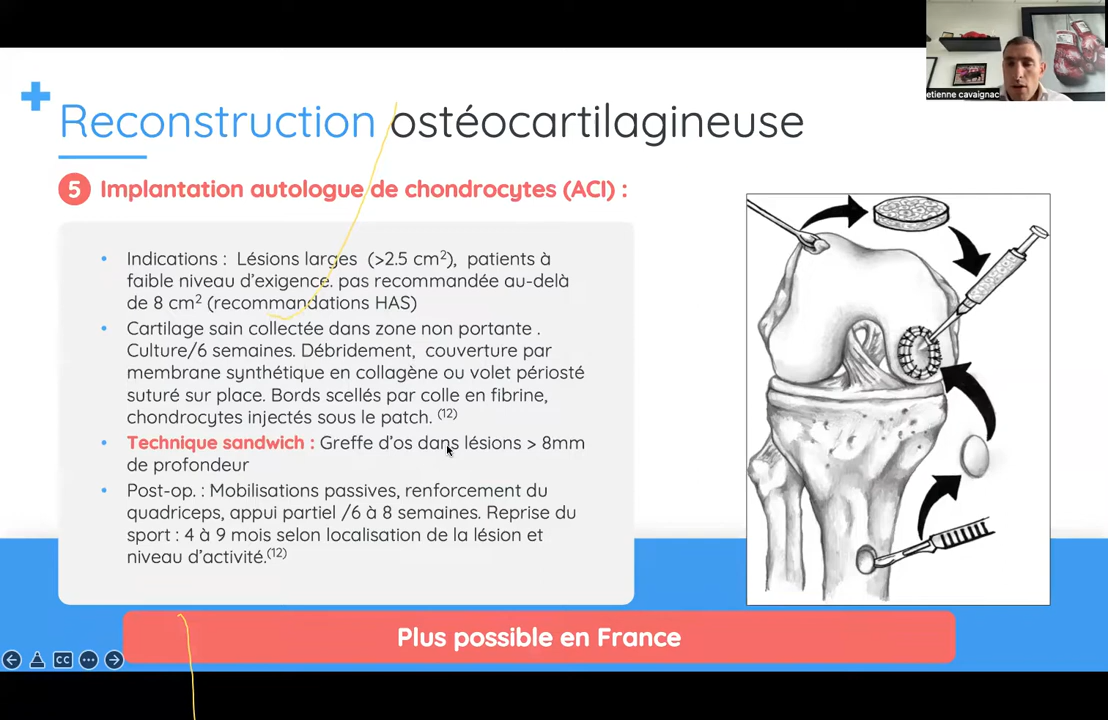 etienne cavaignac
Reconstruction ostéocartilagineuse
5 Implantation autologue de chondrocytes (ACI) :
• Indications : Lésions larges (>2.5 cm²), patients à
faible niveau d'exigence. pas recommandée au-delà
de 8 cm² (recommandations HAS)
• Cartilage sain collectée dans zone non portante .
Culture/6 semaines. Débridement, couverture par
membrane synthétique en collagène ou volet périosté
suturé sur place. Bords scellés par colle en fibrine,
chondrocytes injectés sous le patch. (12)
• Technique sandwich : Greffe d'os dans lésions > 8mm
de profondeur
• Post-op. : Mobilisations passives, renforcement du
quadriceps, appui partiel /6 à 8 semaines. Reprise du
sport : 4 à 9 mois selon localisation de la lésion et
niveau d'activité.(12)
Plus possible en France
CC